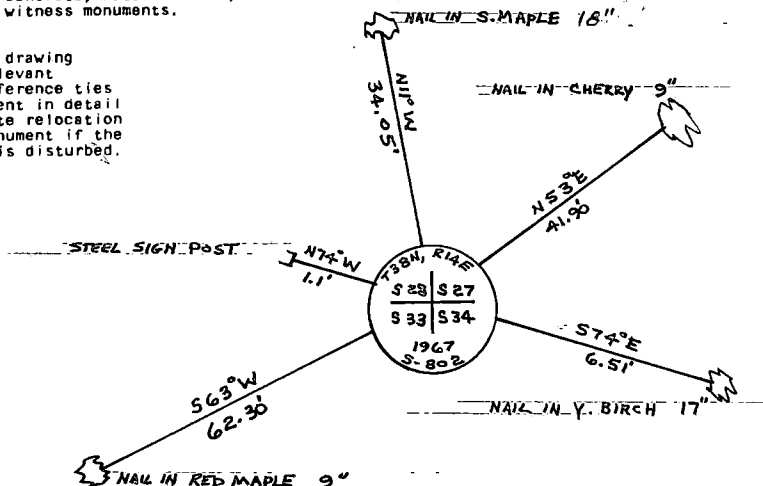 witness monuments.
drawing
levant
ference ties
ent in detail
te relocation
nument if the
is disturbed.
NAIL IN S. MAPLE 18"
N11°W
34.05'
NAIL IN CHERRY 9"
N53°E
41.90'
STEEL SIGN POST
N74°W
1.1'
T38N, R14E
S 28 S 27
S 33 S 34
1967
S-802
S74°E
6.51'
NAIL IN Y. BIRCH 17"
S63°W
62.30'
NAIL IN RED MAPLE 9"